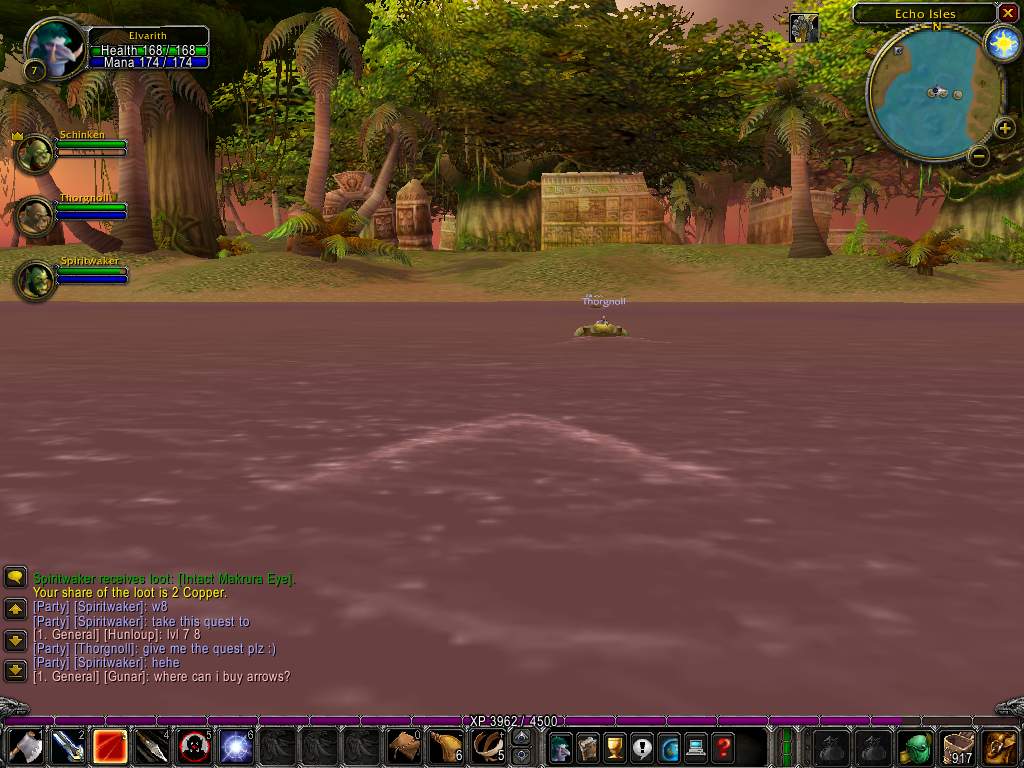 Echo Isles
N
Elvarith
Health 168 / 168
Mana 174 / 174
7
Schinken
Thorgnoll
Spiritwaker
Thorgnoll
Spiritwaker receives loot: [Intact Makrura Eye].
Your share of the loot is 2 Copper.
[Party] [Spiritwaker]: w8
[Party] [Spiritwaker]: take this quest to
[1. General] [Hunloup]: lvl 7 8
[Party] [Thorgnoll]: give me the quest plz :)
[Party] [Spiritwaker]: hehe
[1. General] [Gunar]: where can i buy arrows?
XP 3962 / 4500
1 2 4 5 6 0 6 5 917